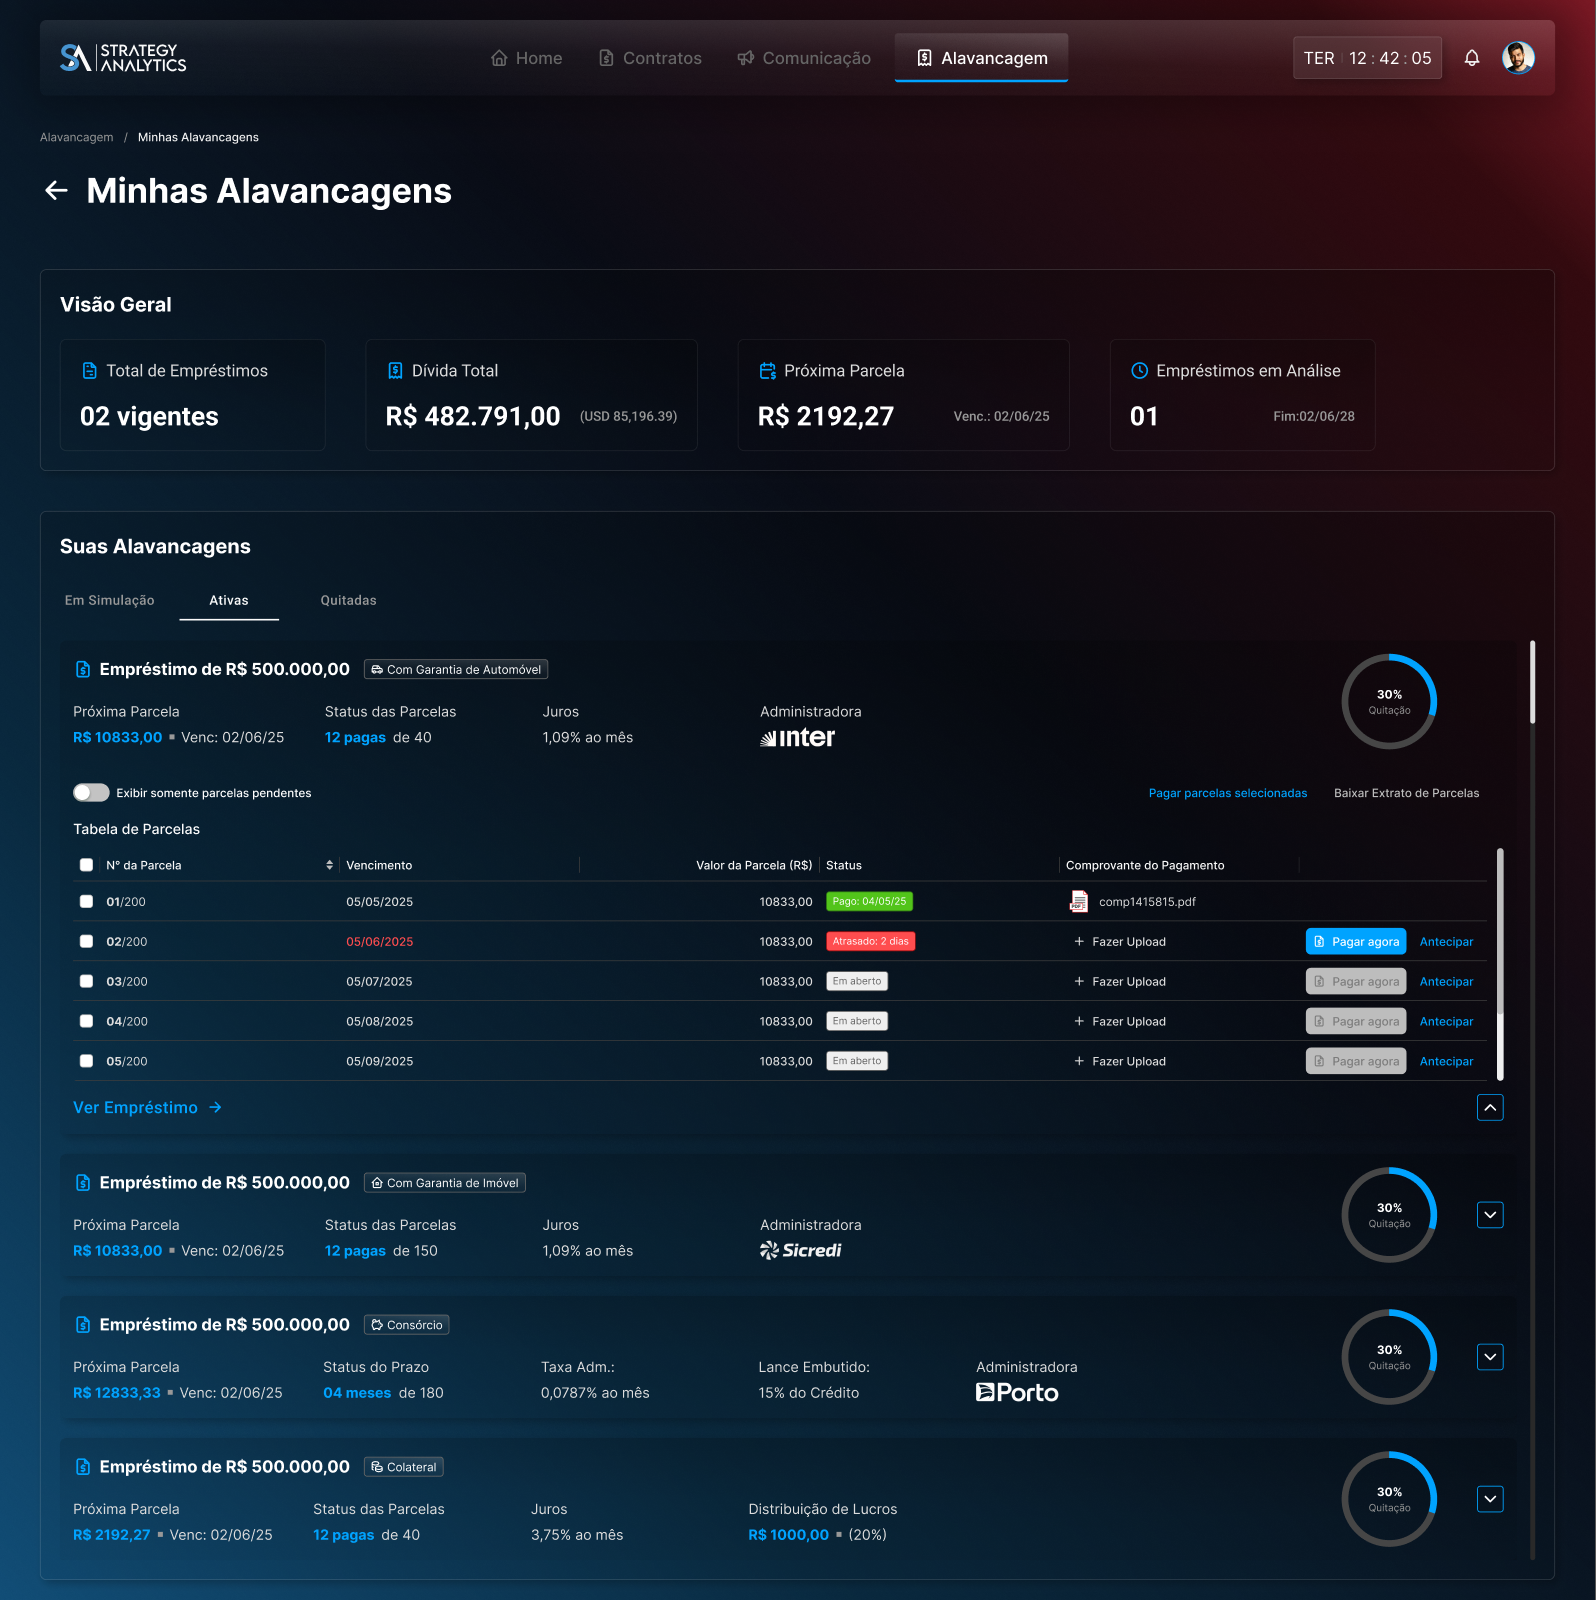 SA STRATEGY
ANALYTICS
Home Contratos Comunicação Alavancagem TER 12 : 42 : 05
Alavancagem / Minhas Alavancagens
Minhas Alavancagens
Visão Geral
Total de Empréstimos
02 vigentes
Dívida Total
R$ 482.791,00 (USD 85,196.39)
Próxima Parcela
R$ 2192,27 Venc.: 02/06/25
Empréstimos em Análise
01 Fim:02/06/28
Suas Alavancagens
Em Simulação Ativas Quitadas
Empréstimo de R$ 500.000,00 Com Garantia de Automóvel
Próxima Parcela Status das Parcelas Juros Administradora
R$ 10833,00 Venc: 02/06/25 12 pagas de 40 1,09% ao mês inter
30%
Quitação
Exibir somente parcelas pendentes Pagar parcelas selecionadas Baixar Extrato de Parcelas
Tabela de Parcelas
N° da Parcela Vencimento Valor da Parcela (R$) Status Comprovante do Pagamento
01/200 05/05/2025 10833,00 Pago: 04/05/25 PDF comp1415815.pdf
02/200 05/06/2025 10833,00 Atrasado: 2 dias + Fazer Upload Pagar agora Antecipar
03/200 05/07/2025 10833,00 Em aberto + Fazer Upload Pagar agora Antecipar
04/200 05/08/2025 10833,00 Em aberto + Fazer Upload Pagar agora Antecipar
05/200 05/09/2025 10833,00 Em aberto + Fazer Upload Pagar agora Antecipar
Ver Empréstimo
Empréstimo de R$ 500.000,00 Com Garantia de Imóvel
Próxima Parcela Status das Parcelas Juros Administradora
R$ 10833,00 Venc: 02/06/25 12 pagas de 150 1,09% ao mês Sicredi
30%
Quitação
Empréstimo de R$ 500.000,00 Consórcio
Próxima Parcela Status do Prazo Taxa Adm.: Lance Embutido: Administradora
R$ 12833,33 Venc: 02/06/25 04 meses de 180 0,0787% ao mês 15% do Crédito Porto
30%
Quitação
Empréstimo de R$ 500.000,00 Colateral
Próxima Parcela Status das Parcelas Juros Distribuição de Lucros
R$ 2192,27 Venc: 02/06/25 12 pagas de 40 3,75% ao mês R$ 1000,00 (20%)
30%
Quitação